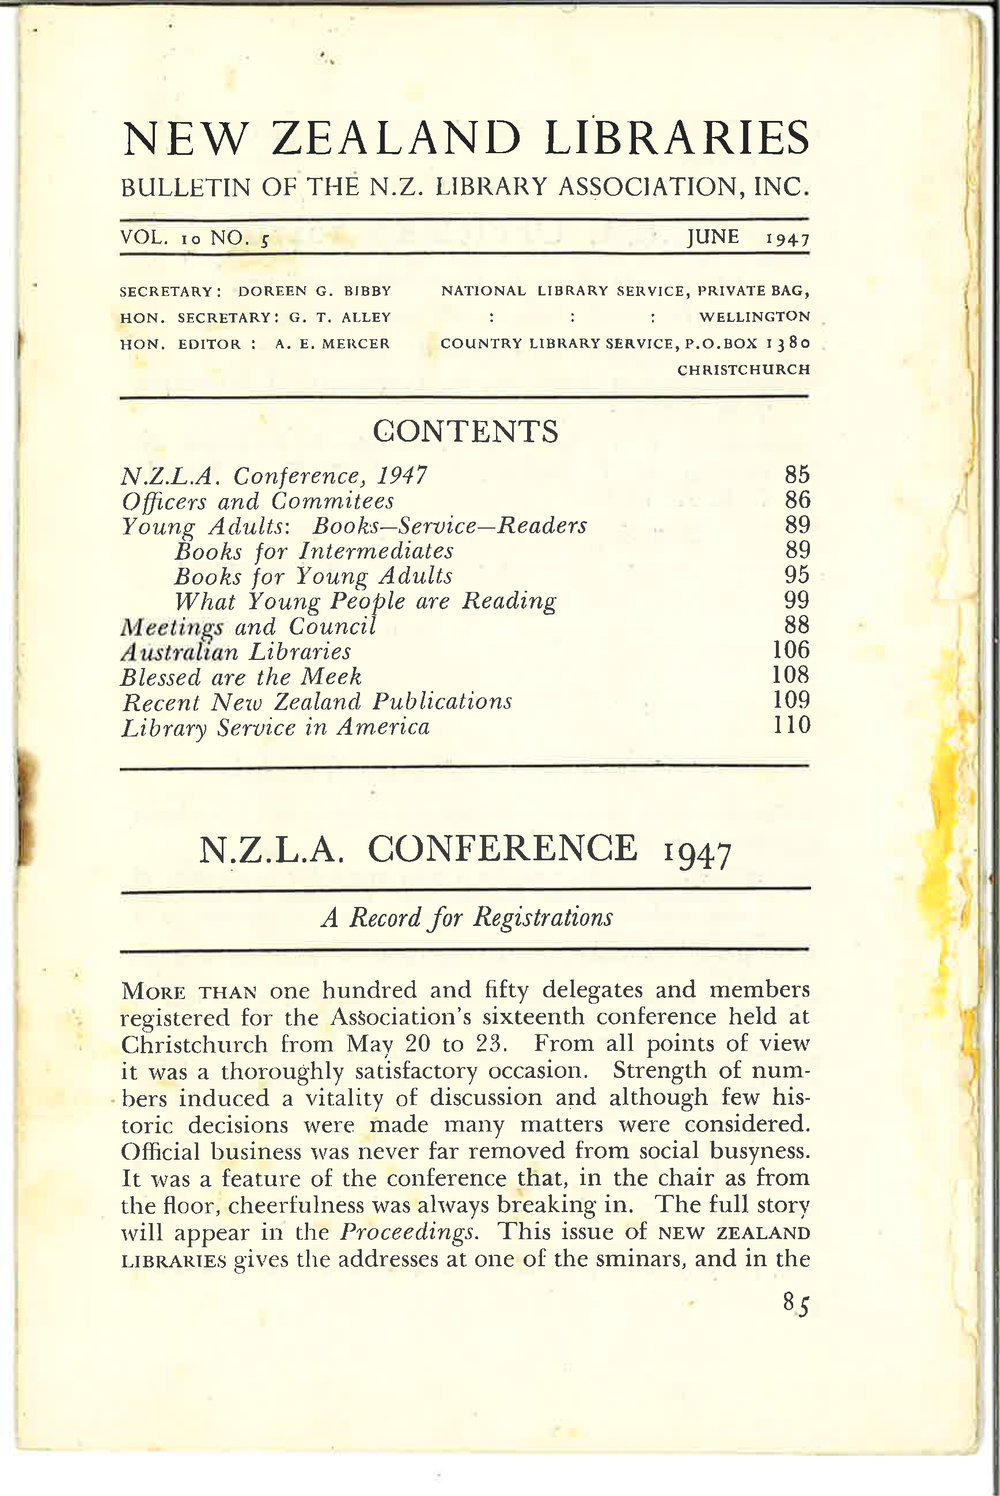 NEW ZEALAND LIBRARIES
BULLETIN OF THE N.Z. LIBRARY ASSOCIATION, INC.
VOL. 10 NO. 5 JUNE 1947
SECRETARY: DOREEN G. BIBBY NATIONAL LIBRARY SERVICE, PRIVATE BAG,
HON. SECRETARY: G. T. ALLEY : : : WELLINGTON
HON. EDITOR : A. E. MERCER COUNTRY LIBRARY SERVICE, P.O.BOX 1380
CHRISTCHURCH
CONTENTS
N.Z.L.A. Conference, 1947 85
Officers and Commitees 86
Young Adults: Books—Service—Readers 89
Books for Intermediates 89
Books for Young Adults 95
What Young People are Reading 99
Meetings and Council 88
Australian Libraries 106
Blessed are the Meek 108
Recent New Zealand Publications 109
Library Service in America 110
N.Z.L.A. CONFERENCE 1947
A Record for Registrations
MORE THAN one hundred and fifty delegates and members
registered for the Association's sixteenth conference held at
Christchurch from May 20 to 23. From all points of view
it was a thoroughly satisfactory occasion. Strength of num-
bers induced a vitality of discussion and although few his-
toric decisions were made many matters were considered.
Official business was never far removed from social busyness.
It was a feature of the conference that, in the chair as from
the floor, cheerfulness was always breaking in. The full story
will appear in the Proceedings. This issue of NEW ZEALAND
LIBRARIES gives the addresses at one of the sminars, and in the
85